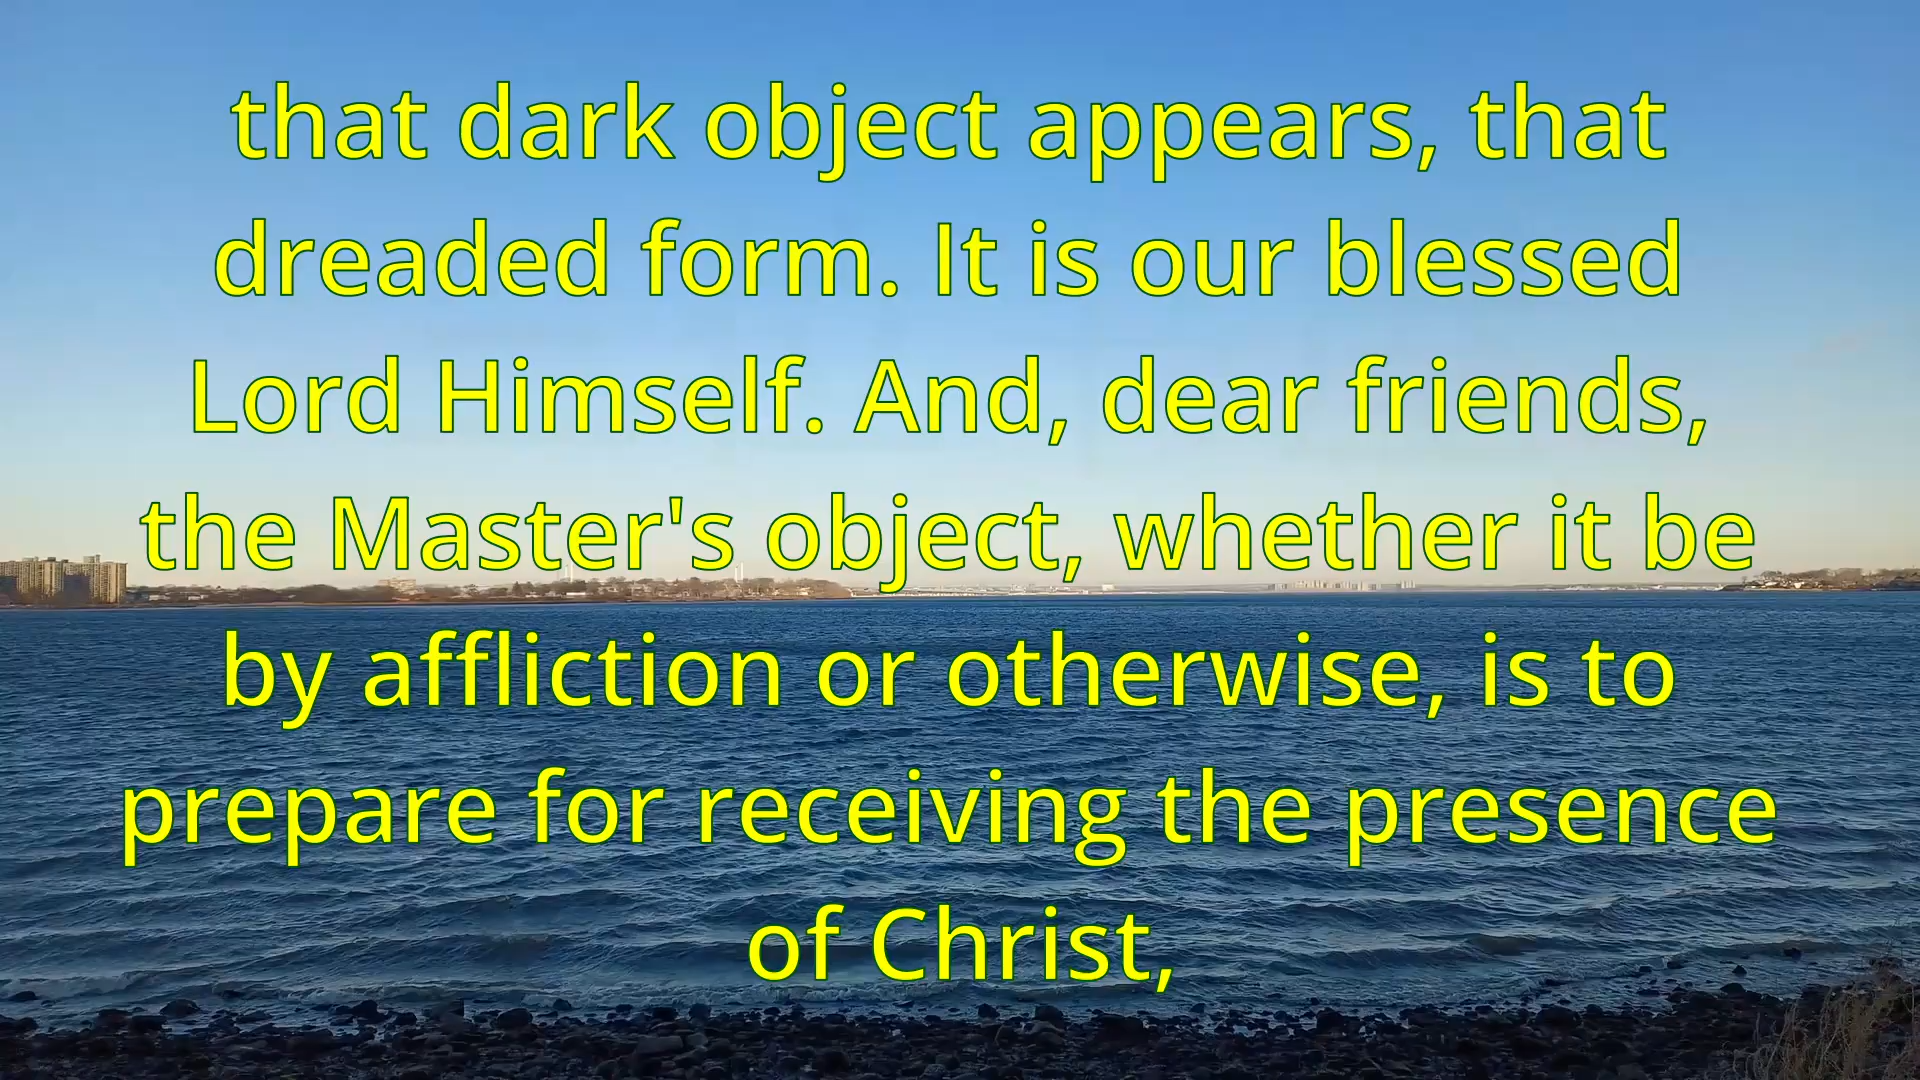 that dark object appears, that
dreaded form. It is our blessed
Lord Himself. And, dear friends,
the Master's object, whether it be
by affliction or otherwise, is to
prepare for receiving the presence
of Christ,